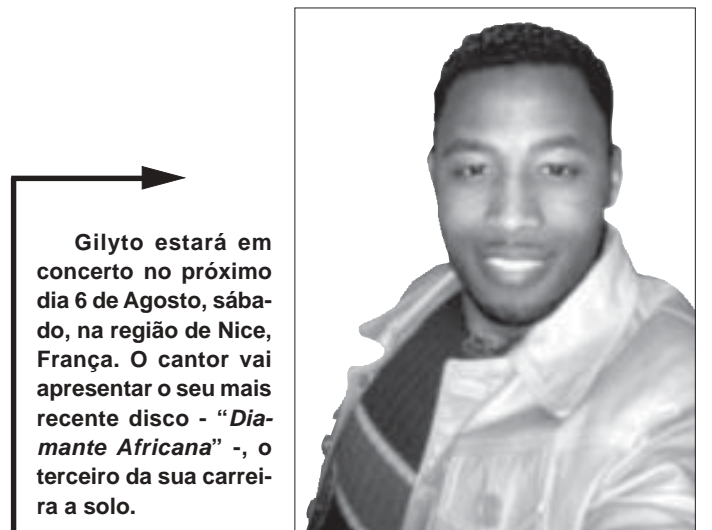 Gilyto estará em
concerto no próximo
dia 6 de Agosto, sába-
do, na região de Nice,
França. O cantor vai
apresentar o seu mais
recente disco - “Dia-
mante Africana” -, o
terceiro da sua carrei-
ra a solo.